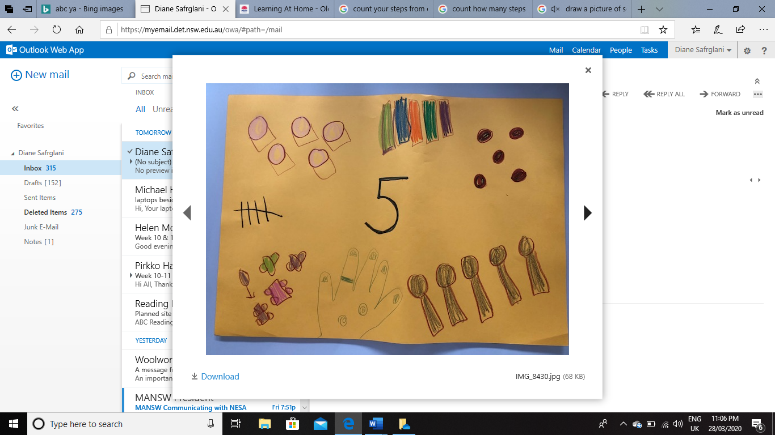 abc ya - Bing images
Diane Safrglani - O
Learning At Home - Ol
count your steps from
count how many steps
draw a picture of s
https://myemail.det.nsw.edu.au/owa/#path=/mail
Outlook Web App
Mail Calendar People Tasks
Diane Safrglani
?
New mail
Search ma
INBOX
All Unrea
REPLY REPLY ALL FORWARD
Mark as unread
Favorites
Diane Safrglani
Inbox 315
Drafts [152]
Sent Items
Deleted Items 275
Junk E-Mail
Notes [1]
TOMORROW
Diane Saf
(No subject)
No preview
Michael H
laptops besi
Hi, Your lapt
Helen Mc
Week 10 & 1
Good evenin
Pirkko Ha
Week 10-11
Hi All, Thank
Reading
Planned site
ABC Reading
YESTERDAY
Woolwor
A message f
An important
MANSW President
MANSW Communicating with NESA Fri 7:51p
5
Download
IMG_8430.jpg (68 KB)
Type here to search
ENG
UK
11:06 PM
28/03/2020
6